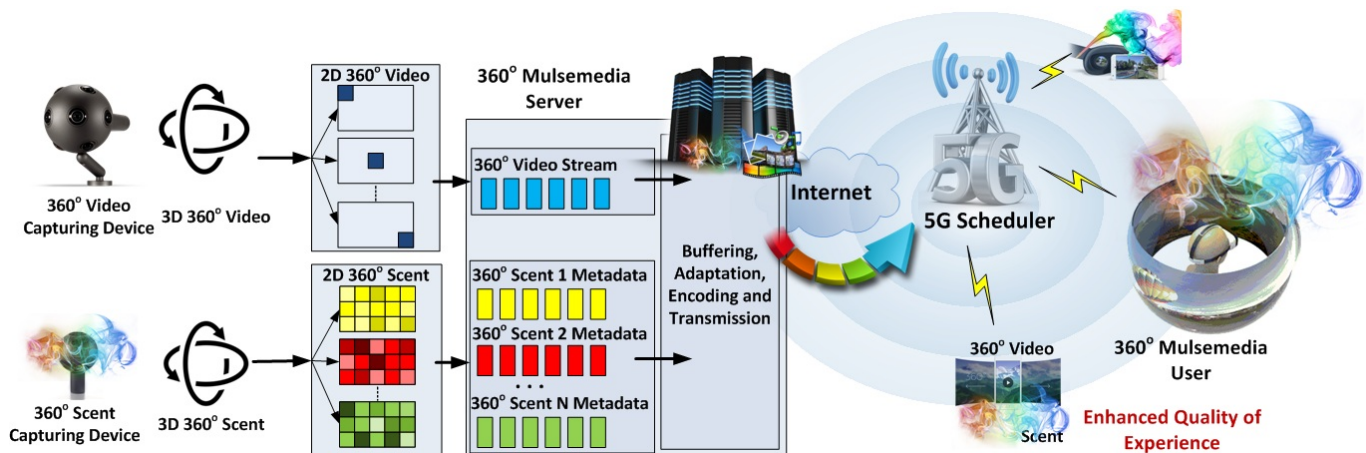 360° Video
Capturing Device
3D 360° Video
2D 360° Video
360° Mulsemedia
Server
360° Video Stream
2D 360° Scent
360° Scent 1 Metadata
360° Scent 2 Metadata
...
360° Scent N Metadata
360° Scent
Capturing Device
3D 360° Scent
Buffering,
Adaptation,
Encoding and
Transmission
Internet
5G
5G Scheduler
360° Video
Scent
360° Mulsemedia
User
Enhanced Quality of
Experience